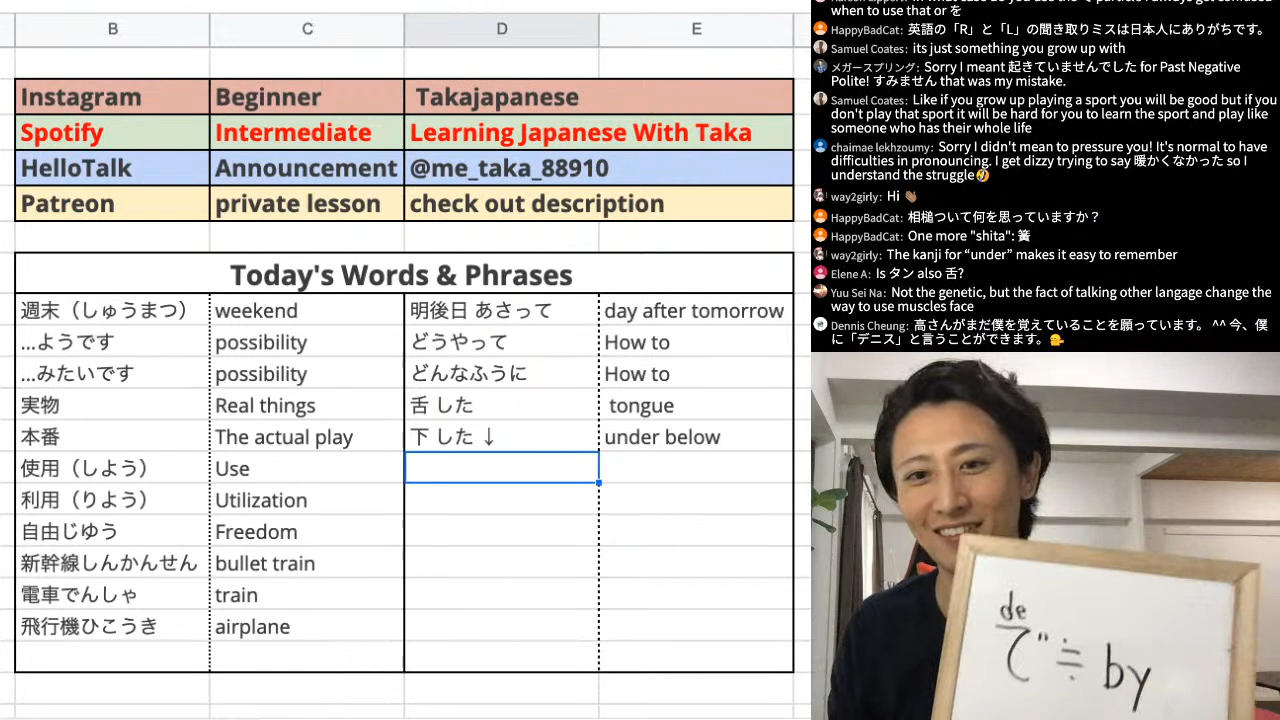 B C D E
Instagram Beginner Takajapanese
Spotify Intermediate Learning Japanese With Taka
HelloTalk Announcement @me_taka_88910
Patreon private lesson check out description
Today's Words & Phrases
週末（しゅうまつ） weekend 明後日 あさって day after tomorrow
...ようです possibility どうやって How to
...みたいです possibility どんなふうに How to
実物 Real things 舌 した tongue
本番 The actual play 下 した ↓ under below
使用（しよう） Use
利用（りよう） Utilization
自由じゆう Freedom
新幹線しんかんせん bullet train
電車でんしゃ train
飛行機ひこうき airplane
when to use that or を
HappyBadCat: 英語の「R」と「L」の聞き取りミスは日本人にありがちです。
Samuel Coates: its just something you grow up with
メガースプリング: Sorry I meant 起きていませんでした for Past Negative
Polite! すみません that was my mistake.
Samuel Coates: Like if you grow up playing a sport you will be good but if you
don't play that sport it will be hard for you to learn the sport and play like
someone who has their whole life
chaimae lekhzoumy: Sorry I didn't mean to pressure you! It's normal to have
difficulties in pronouncing. I get dizzy trying to say 暖かくなかった so I
understand the struggle🤣
way2girly: Hi 👋🏽
HappyBadCat: 相槌ついて何を思っていますか？
HappyBadCat: One more "shita": 簧
way2girly: The kanji for “under” makes it easy to remember
Elene A: Is タン also 舌?
Yuu Sei Na: Not the genetic, but the fact of talking other langage change the
way to use muscles face
Dennis Cheung: 高さんがまだ僕を覚えていることを願っています。 ^^ 今、僕
に「デニス」と言うことができます。
de
で ≒ by